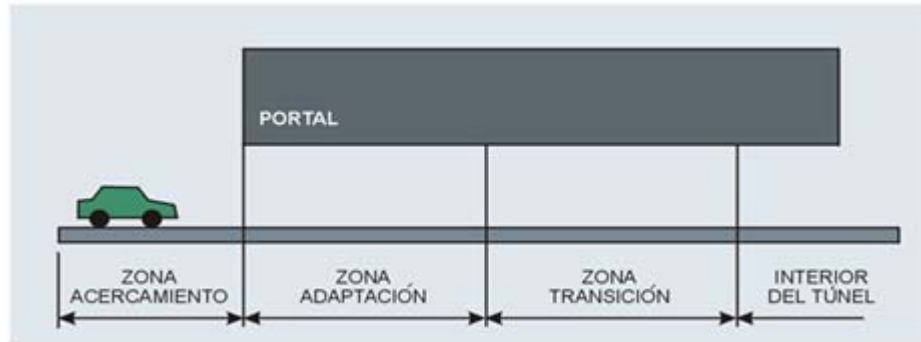 PORTAL
ZONA
ACERCAMIENTO
ZONA
ADAPTACIÓN
ZONA
TRANSICIÓN
INTERIOR
DEL TÚNEL